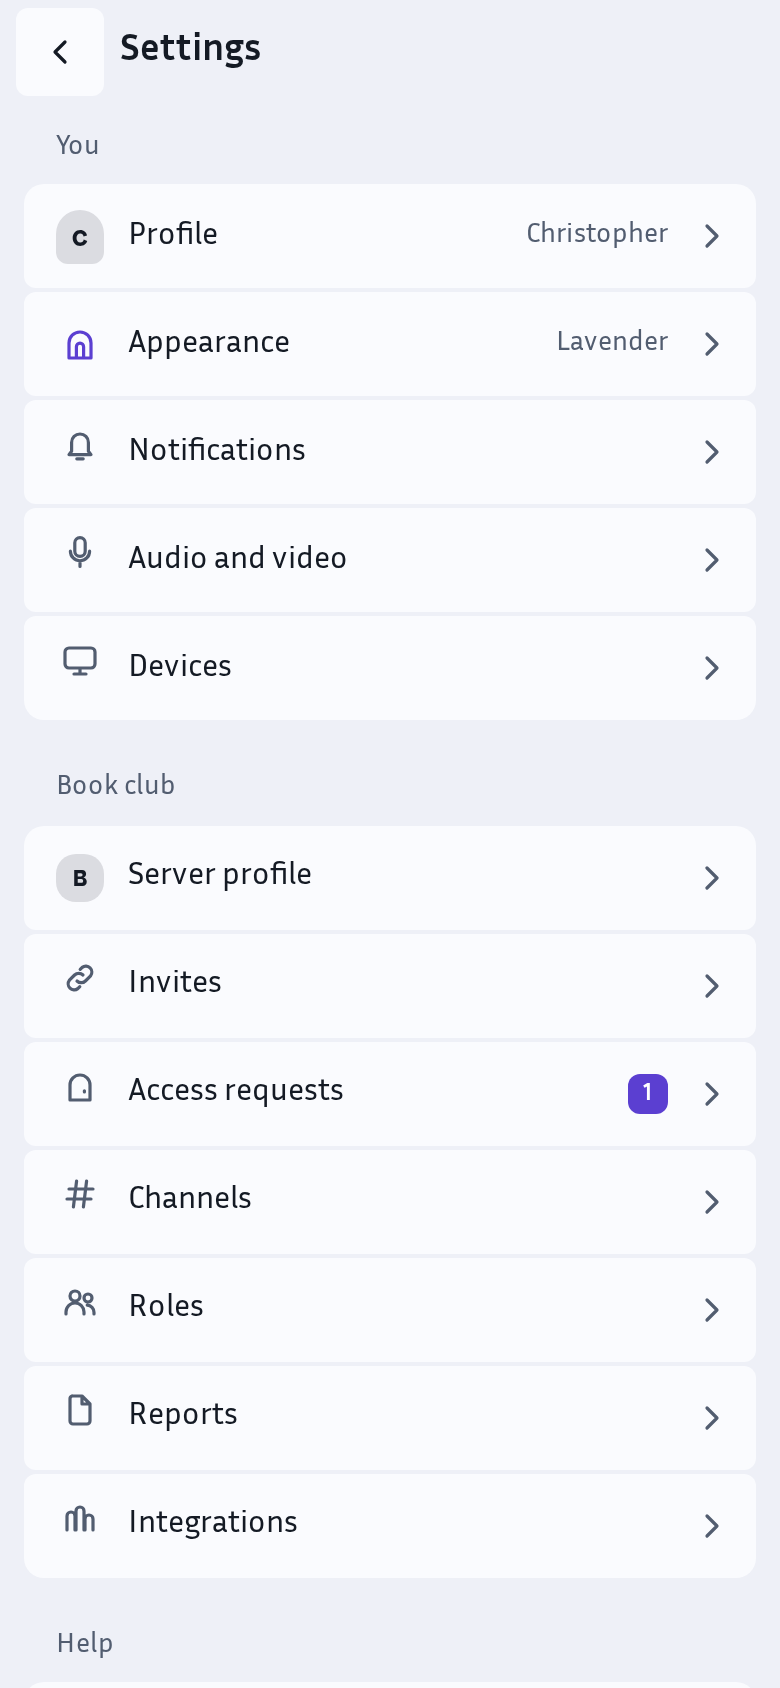 Settings
You
C Profile Christopher
Appearance Lavender
Notifications
Audio and video
Devices
Book club
B Server profile
Invites
Access requests 1
Channels
Roles
Reports
Integrations
Help